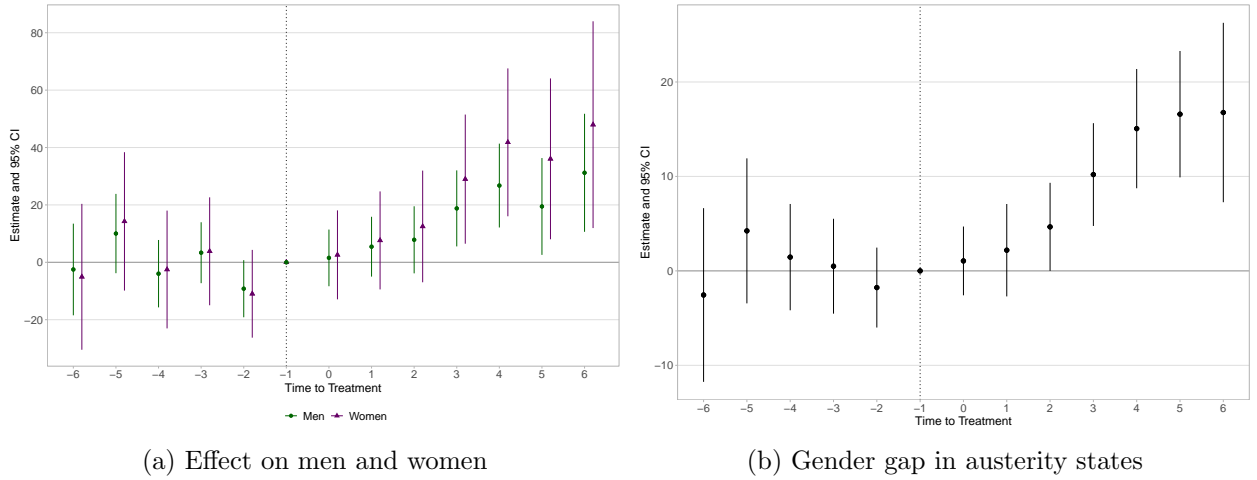 80
60
40
20
0
−20
Estimate and 95% CI
−6 −5 −4 −3 −2 −1 0 1 2 3 4 5 6
Time to Treatment
Men Women
(a) Effect on men and women
20
10
0
−10
Estimate and 95% CI
−6 −5 −4 −3 −2 −1 0 1 2 3 4 5 6
Time to Treatment
(b) Gender gap in austerity states